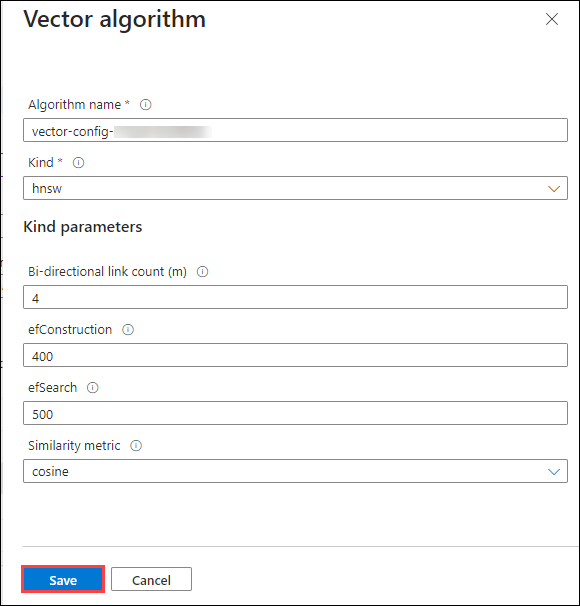 Vector algorithm
Algorithm name *
vector-config-
Kind *
hnsw
Kind parameters
Bi-directional link count (m)
4
efConstruction
400
efSearch
500
Similarity metric
cosine
Save Cancel